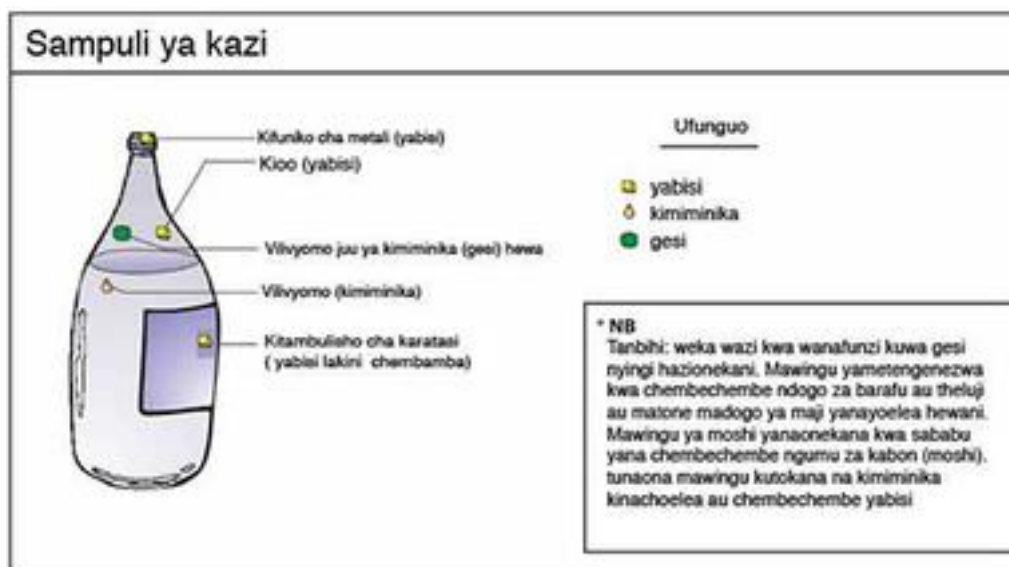 Sampuli ya kazi
Kifuniko cha metali (yabisi)
Kioo (yabisi)
Vilivyomo juu ya kimiminika (gesi) hewa
Vilivyomo (kimiminika)
Kitambulisho cha karatasi
( yabisi lakini chembamba)
Ufunguo
yabisi
kimiminika
gesi
* NB
Tanbihi: weka wazi kwa wanafunzi kuwa gesi
nyingi hazionekani. Mawingu yametengenezwa
kwa chembechembe ndogo za barafu au theluji
au matone madogo ya maji yanayoelea hewani.
Mawingu ya moshi yanaonekana kwa sababu
yana chembechembe ngumu za kabon (moshi).
tunaona mawingu kutokana na kimiminika
kinachoelea au chembechembe yabisi